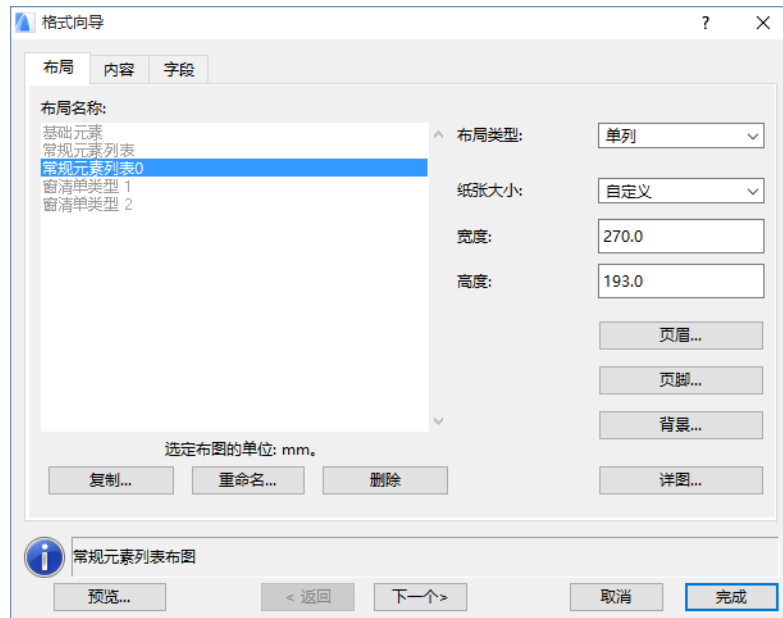 格式向导
布局 内容 字段
布局名称:
基础元素
常规元素列表
常规元素列表0
窗清单类型 1
窗清单类型 2
布局类型: 单列
纸张大小: 自定义
宽度: 270.0
高度: 193.0
页眉...
页脚...
背景...
选定布图的单位: mm。
复制... 重命名... 删除 详图...
常规元素列表布图
预览... < 返回 下一个> 取消 完成